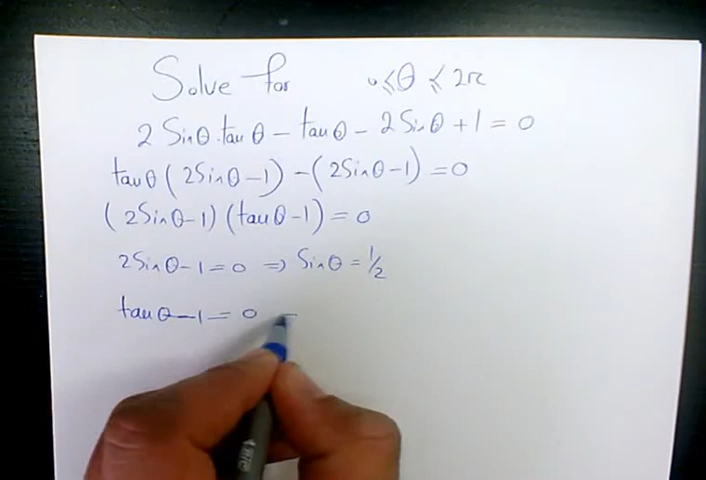 Solve for 0 ≤ θ ≤ 2π
2 Sinθ.tanθ - tanθ - 2Sinθ + 1 = 0
tanθ ( 2Sinθ - 1) - (2Sinθ - 1) = 0
( 2Sinθ - 1) (tanθ - 1) = 0
2Sinθ - 1 = 0 ⇒ Sinθ = 1/2
tanθ - 1 = 0